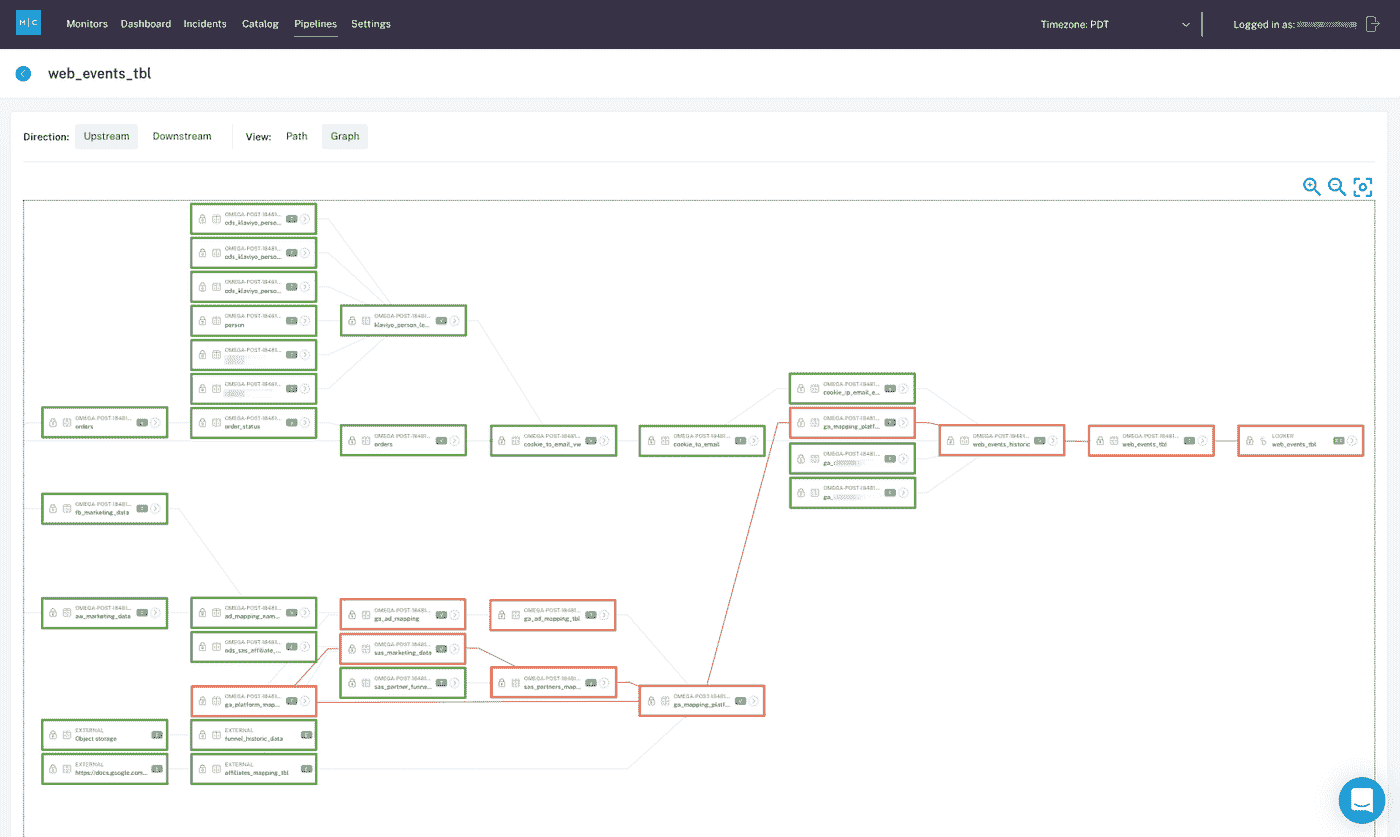 M|C
Monitors
Dashboard
Incidents
Catalog
Pipelines
Settings
Timezone: PDT
Logged in as:
web_events_tbl
Direction:
Upstream
Downstream
View:
Path
Graph
OMEGA-POST-18481...
ods_klaviyo_perso...
OMEGA-POST-18481...
ods_klaviyo_perso...
OMEGA-POST-18481...
ods_klaviyo_perso...
OMEGA-POST-18481...
person
OMEGA-POST-18481...
OMEGA-POST-18481...
OMEGA-POST-18481...
order_status
OMEGA-POST-18481...
orders
OMEGA-POST-18481...
klaviyo_person_le...
OMEGA-POST-18481...
orders
OMEGA-POST-18481...
cookie_to_email_vw
OMEGA-POST-18481...
cookie_to_email
OMEGA-POST-18481...
cookie_ip_email_e...
OMEGA-POST-18481...
ga_mapping_platf...
OMEGA-POST-18481...
OMEGA-POST-18481...
OMEGA-POST-18481...
web_events_historic
OMEGA-POST-18481...
web_events_tbl
LOOKER
web_events_tbl
OMEGA-POST-18481...
fb_marketing_data
OMEGA-POST-18481...
aw_marketing_data
OMEGA-POST-18481...
ad_mapping_nam...
OMEGA-POST-18481...
ods_sas_affiliate_...
OMEGA-POST-18481...
ga_platform_map...
OMEGA-POST-18481...
ga_ad_mapping
OMEGA-POST-18481...
sas_marketing_data
OMEGA-POST-18481...
sas_partner_funne...
OMEGA-POST-18481...
ga_ad_mapping_tbl
OMEGA-POST-18481...
sas_partners_map...
OMEGA-POST-18481...
ga_mapping_platf...
EXTERNAL
Object storage
EXTERNAL
funnel_historic_data
EXTERNAL
https://docs.google.com...
EXTERNAL
affiliates_mapping_tbl